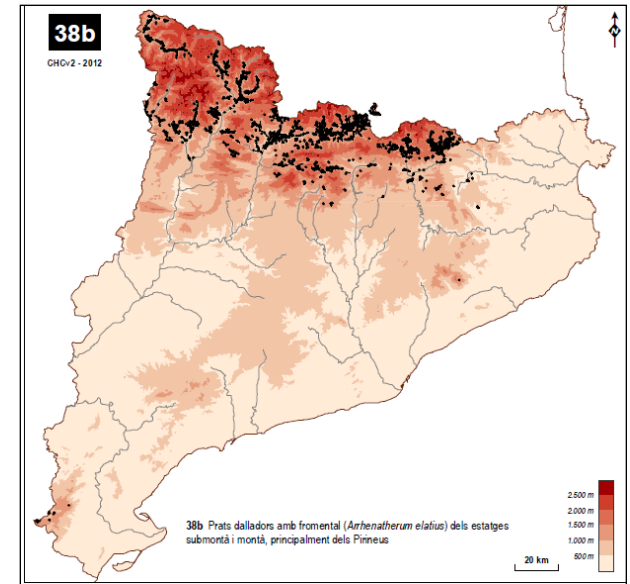 38b
N
CHCv2 - 2012
2.500 m
2.000 m
1.500 m
1.000 m
500 m
38b Prats dalladors amb fromental (Arrhenatherum elatius) dels estatges
submontà i montà, principalment dels Pirineus
20 km